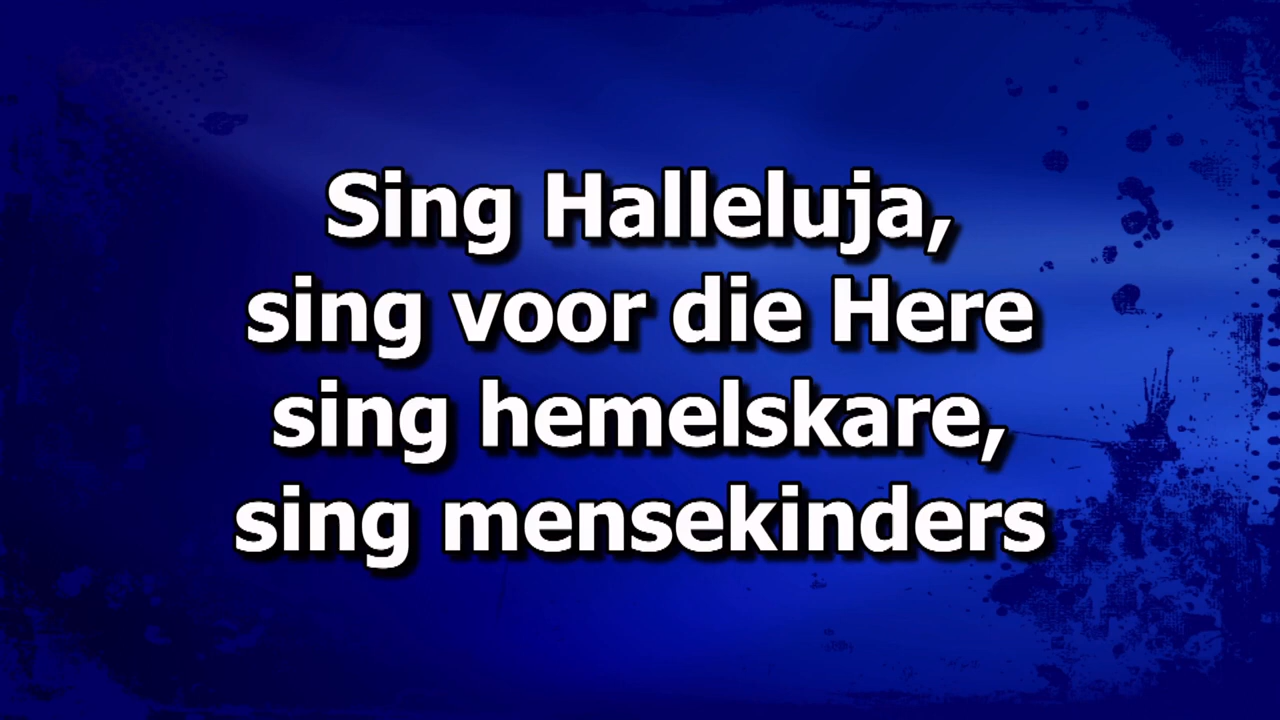 Sing Halleluja,
sing voor die Here
sing hemelskare,
sing mensekinders